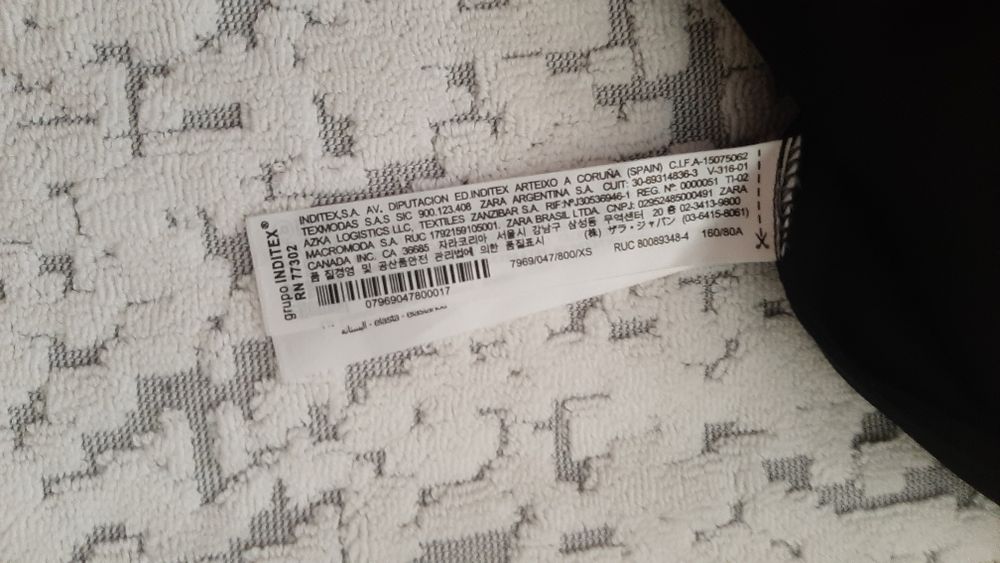 grupo INDITEX®
RN 77302
INDITEX,S.A. AV. DIPUTACION ED.INDITEX ARTEIXO A CORUÑA (SPAIN) C.I.F.A-15075062
TEXMODAS S.A.S SIC 900.123.408 ZARA ARGENTINA S.A. CUIT: 30-69314836-3 V-316-01
AZKA LOGISTICS LLC, TEXTILES ZANZIBAR S.A. RIF:Nº.J30536946-1 REG. Nº 0000051 TI-02
MACROMODA S.A. RUC 1792159105001. ZARA BRASIL LTDA. CNPJ: 02952485000491 ZARA
CANADA INC. CA 36685 자라코리아 서울시 강남구 삼성동 무역센터 20 층 02-3413-9800
품 질경영 및 공산품안전 관리법에 의한 품질표시 (株) ザラ・ジャパン (03-6415-8061)
7969/047/800/XS RUC 80089348-4 160/80A
07969047800017
elasta